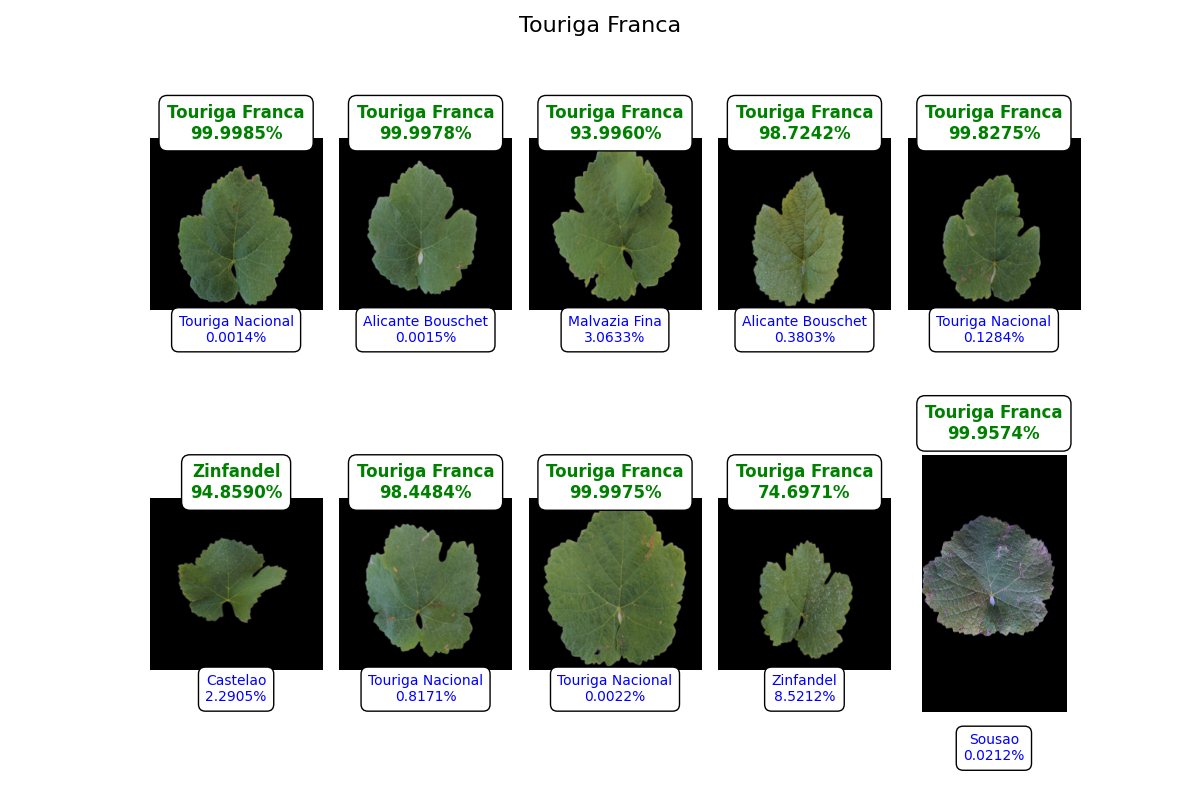 Touriga Franca
Touriga Franca
99.9985%
Touriga Franca
99.9978%
Touriga Franca
93.9960%
Touriga Franca
98.7242%
Touriga Franca
99.8275%
Touriga Nacional
0.0014%
Alicante Bouschet
0.0015%
Malvazia Fina
3.0633%
Alicante Bouschet
0.3803%
Touriga Nacional
0.1284%
Zinfandel
94.8590%
Touriga Franca
98.4484%
Touriga Franca
99.9975%
Touriga Franca
74.6971%
Touriga Franca
99.9574%
Castelao
2.2905%
Touriga Nacional
0.8171%
Touriga Nacional
0.0022%
Zinfandel
8.5212%
Sousao
0.0212%